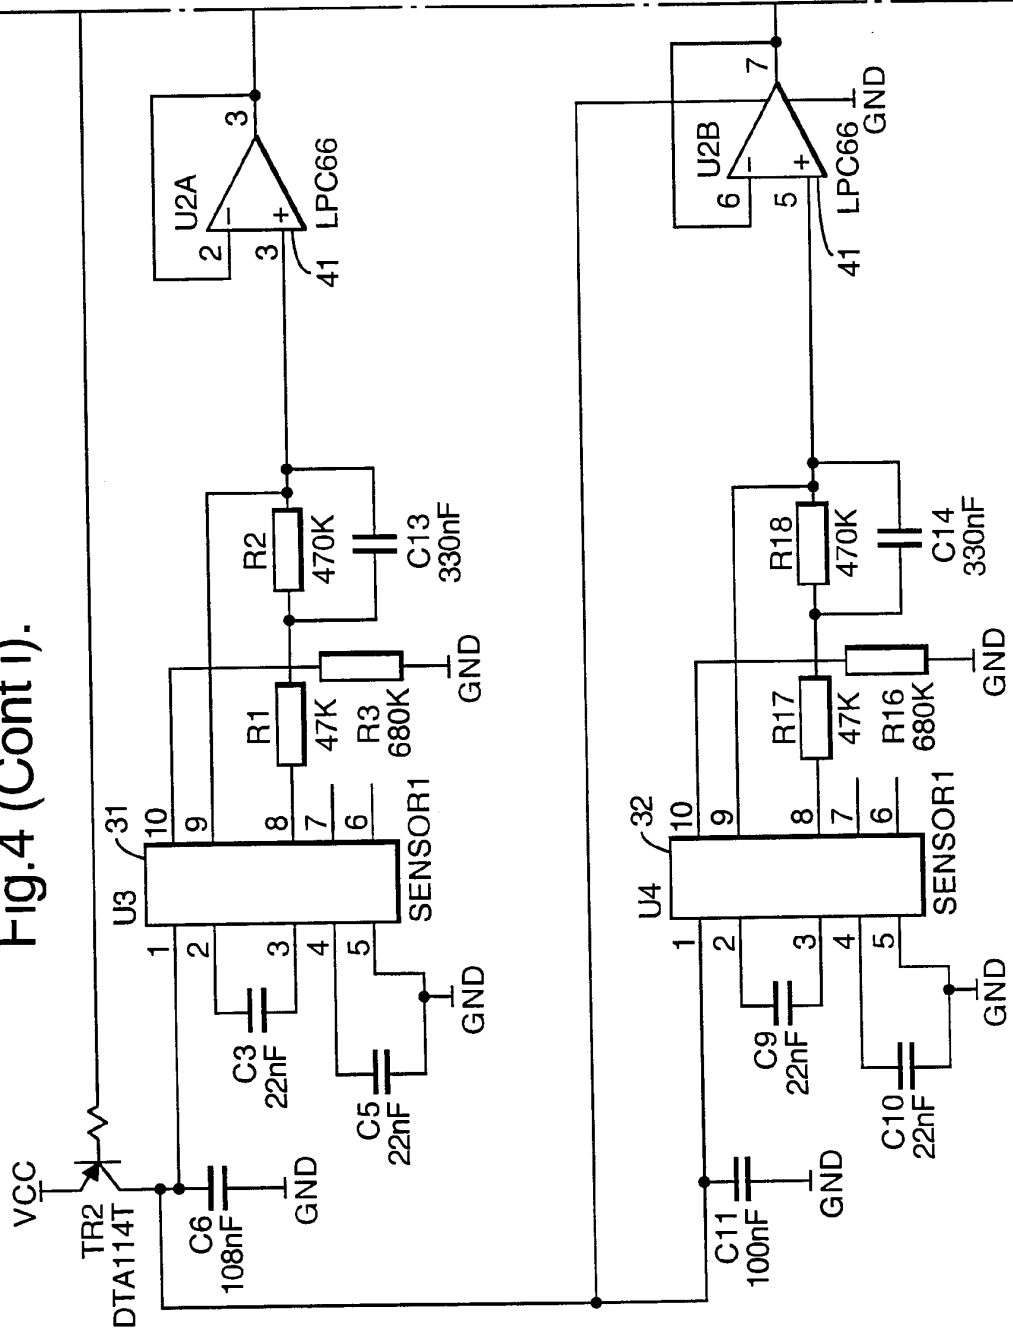 Fig.4 (Cont I).
VCC
TR2
DTA114T
C6
108nF
GND
U3
31
1
2
3
4
5
10
9
8
7
6
SENSOR1
C3
22nF
C5
22nF
GND
R1
47K
R3
680K
GND
R2
470K
C13
330nF
U2A
2
3
3
LPC66
41
C11
100nF
GND
U4
32
1
2
3
4
5
10
9
8
7
6
SENSOR1
C9
22nF
C10
22nF
GND
R17
47K
R16
680K
GND
R18
470K
C14
330nF
U2B
6
5
7
LPC66
41
GND